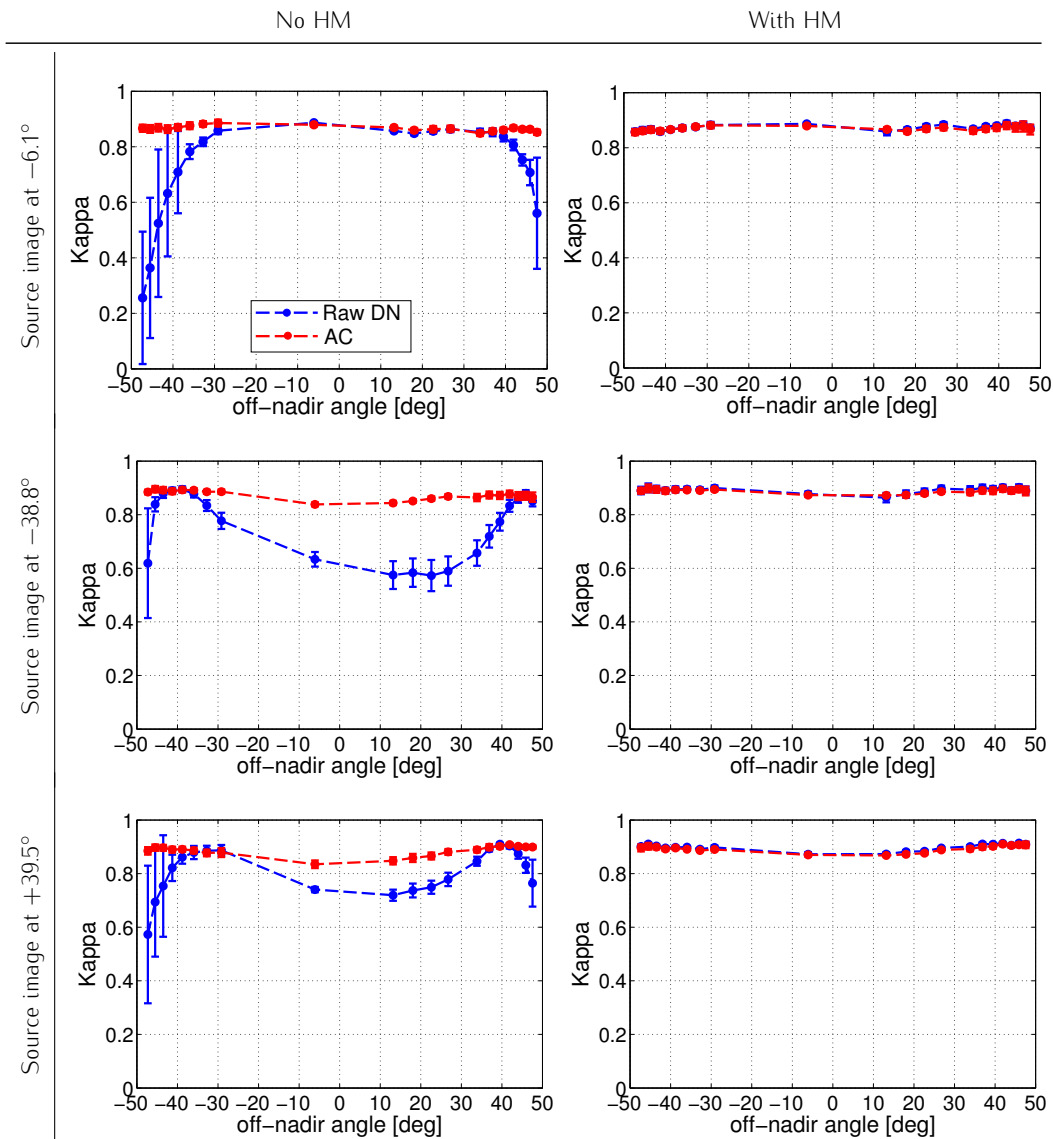 No HM
With HM
Source image at −6.1°
1
0.8
0.6
0.4
0.2
0
Kappa
Raw DN
AC
−50 −40 −30 −20 −10 0 10 20 30 40 50
off−nadir angle [deg]
1
0.8
0.6
0.4
0.2
0
Kappa
−50 −40 −30 −20 −10 0 10 20 30 40 50
off−nadir angle [deg]
Source image at −38.8°
1
0.8
0.6
0.4
0.2
0
Kappa
−50 −40 −30 −20 −10 0 10 20 30 40 50
off−nadir angle [deg]
1
0.8
0.6
0.4
0.2
0
Kappa
−50 −40 −30 −20 −10 0 10 20 30 40 50
off−nadir angle [deg]
Source image at +39.5°
1
0.8
0.6
0.4
0.2
0
Kappa
−50 −40 −30 −20 −10 0 10 20 30 40 50
off−nadir angle [deg]
1
0.8
0.6
0.4
0.2
0
Kappa
−50 −40 −30 −20 −10 0 10 20 30 40 50
off−nadir angle [deg]